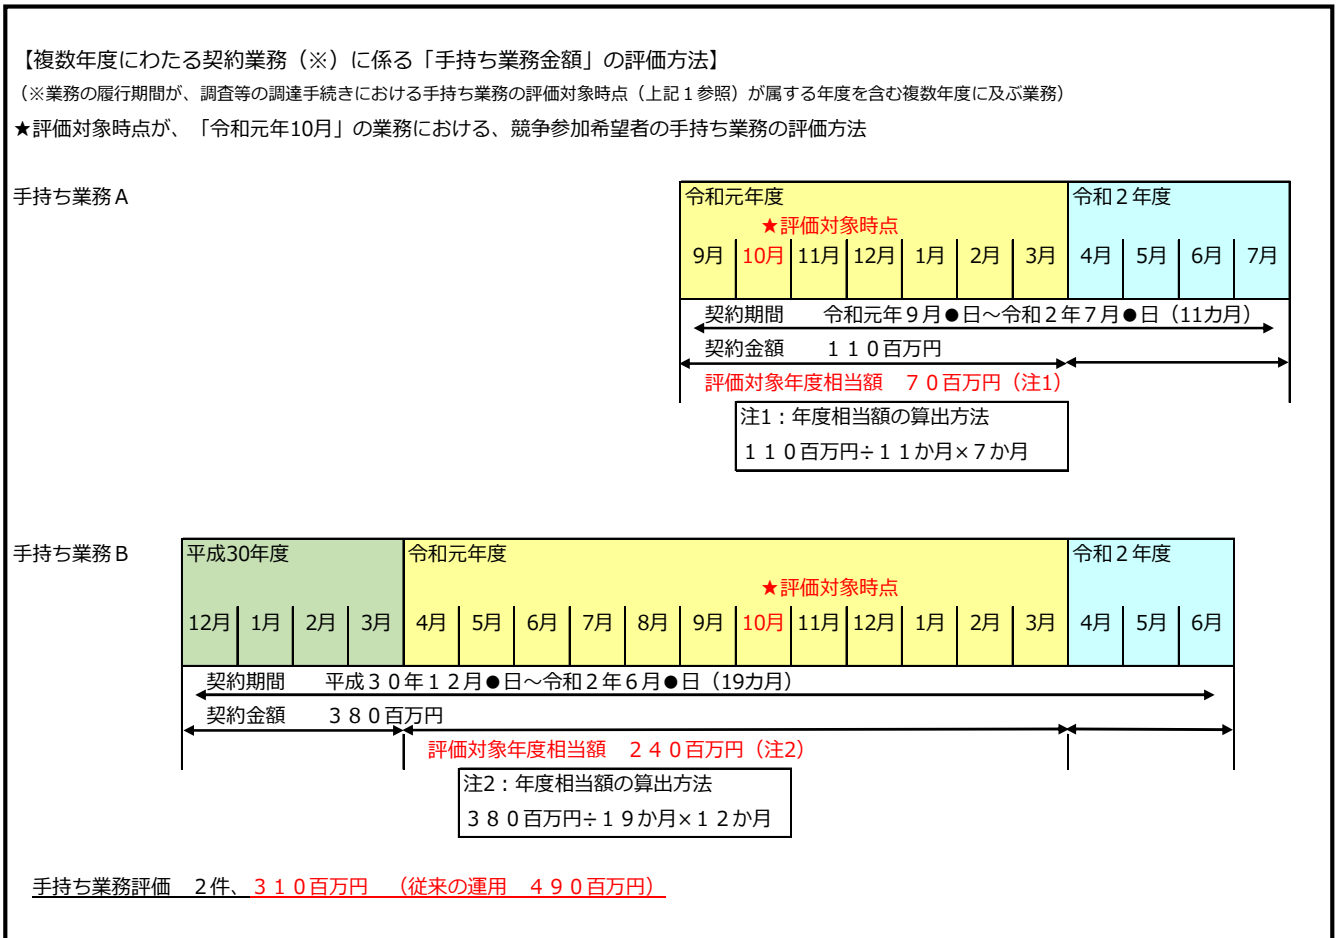 【複数年度にわたる契約業務（※）に係る「手持ち業務金額」の評価方法】
（※業務の履行期間が、調査等の調達手続きにおける手持ち業務の評価対象時点（上記１参照）が属する年度を含む複数年度に及ぶ業務）
★評価対象時点が、「令和元年10月」の業務における、競争参加希望者の手持ち業務の評価方法
手持ち業務Ａ
令和元年度 令和２年度
★評価対象時点
9月 10月 11月 12月 1月 2月 3月 4月 5月 6月 7月
契約期間 令和元年９月●日～令和２年７月●日（11カ月）
契約金額 １１０百万円
評価対象年度相当額 ７０百万円（注1）
注1：年度相当額の算出方法
１１０百万円÷１１か月×７か月
手持ち業務Ｂ
平成30年度 令和元年度 令和２年度
★評価対象時点
12月 1月 2月 3月 4月 5月 6月 7月 8月 9月 10月 11月 12月 1月 2月 3月 4月 5月 6月
契約期間 平成３０年１２月●日～令和２年６月●日（19カ月）
契約金額 ３８０百万円
評価対象年度相当額 ２４０百万円（注2）
注2：年度相当額の算出方法
３８０百万円÷１９か月×１２か月
手持ち業務評価 ２件、３１０百万円 （従来の運用 ４９０百万円）